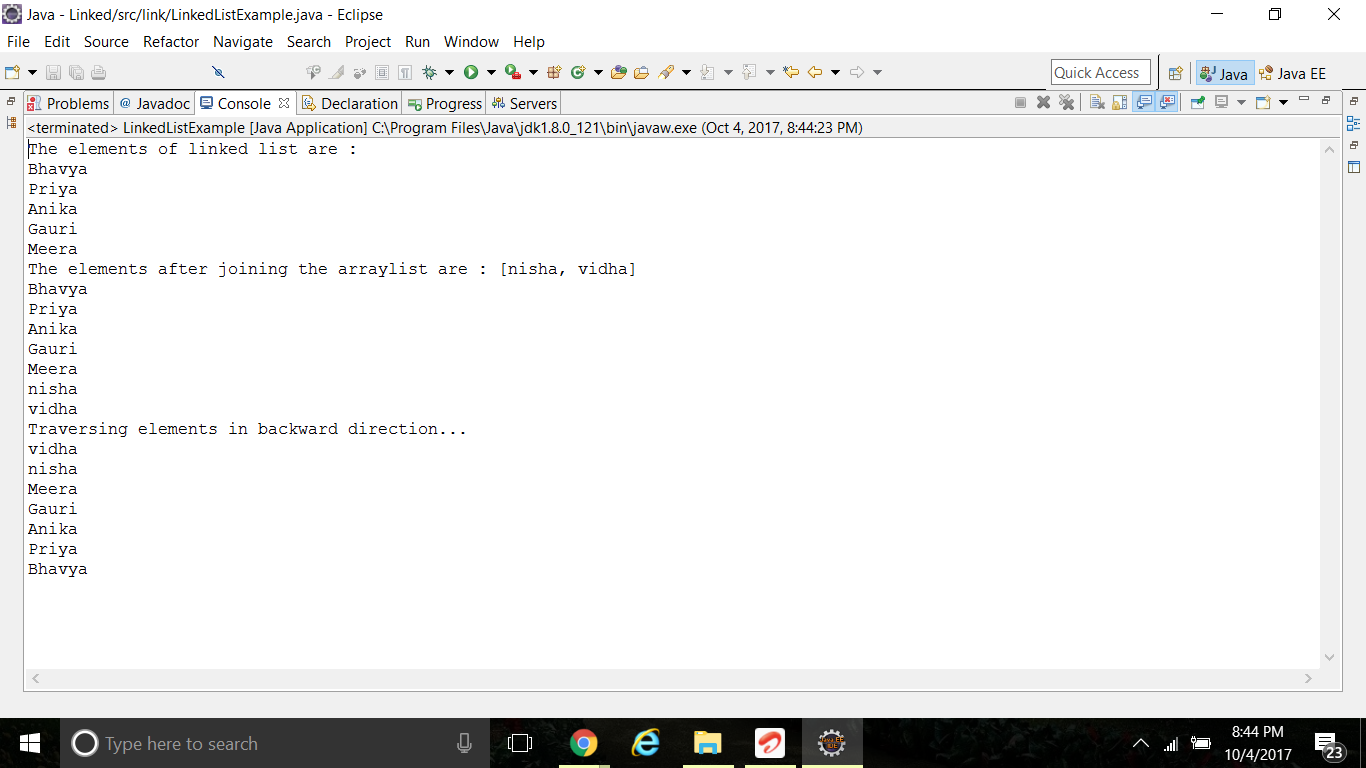 Java - Linked/src/link/LinkedListExample.java - Eclipse
File Edit Source Refactor Navigate Search Project Run Window Help
Quick Access Java Java EE
Problems @ Javadoc Console Declaration Progress Servers
<terminated> LinkedListExample [Java Application] C:\Program Files\Java\jdk1.8.0_121\bin\javaw.exe (Oct 4, 2017, 8:44:23 PM)
The elements of linked list are :
Bhavya
Priya
Anika
Gauri
Meera
The elements after joining the arraylist are : [nisha, vidha]
Bhavya
Priya
Anika
Gauri
Meera
nisha
vidha
Traversing elements in backward direction...
vidha
nisha
Meera
Gauri
Anika
Priya
Bhavya
Type here to search
8:44 PM
10/4/2017
23